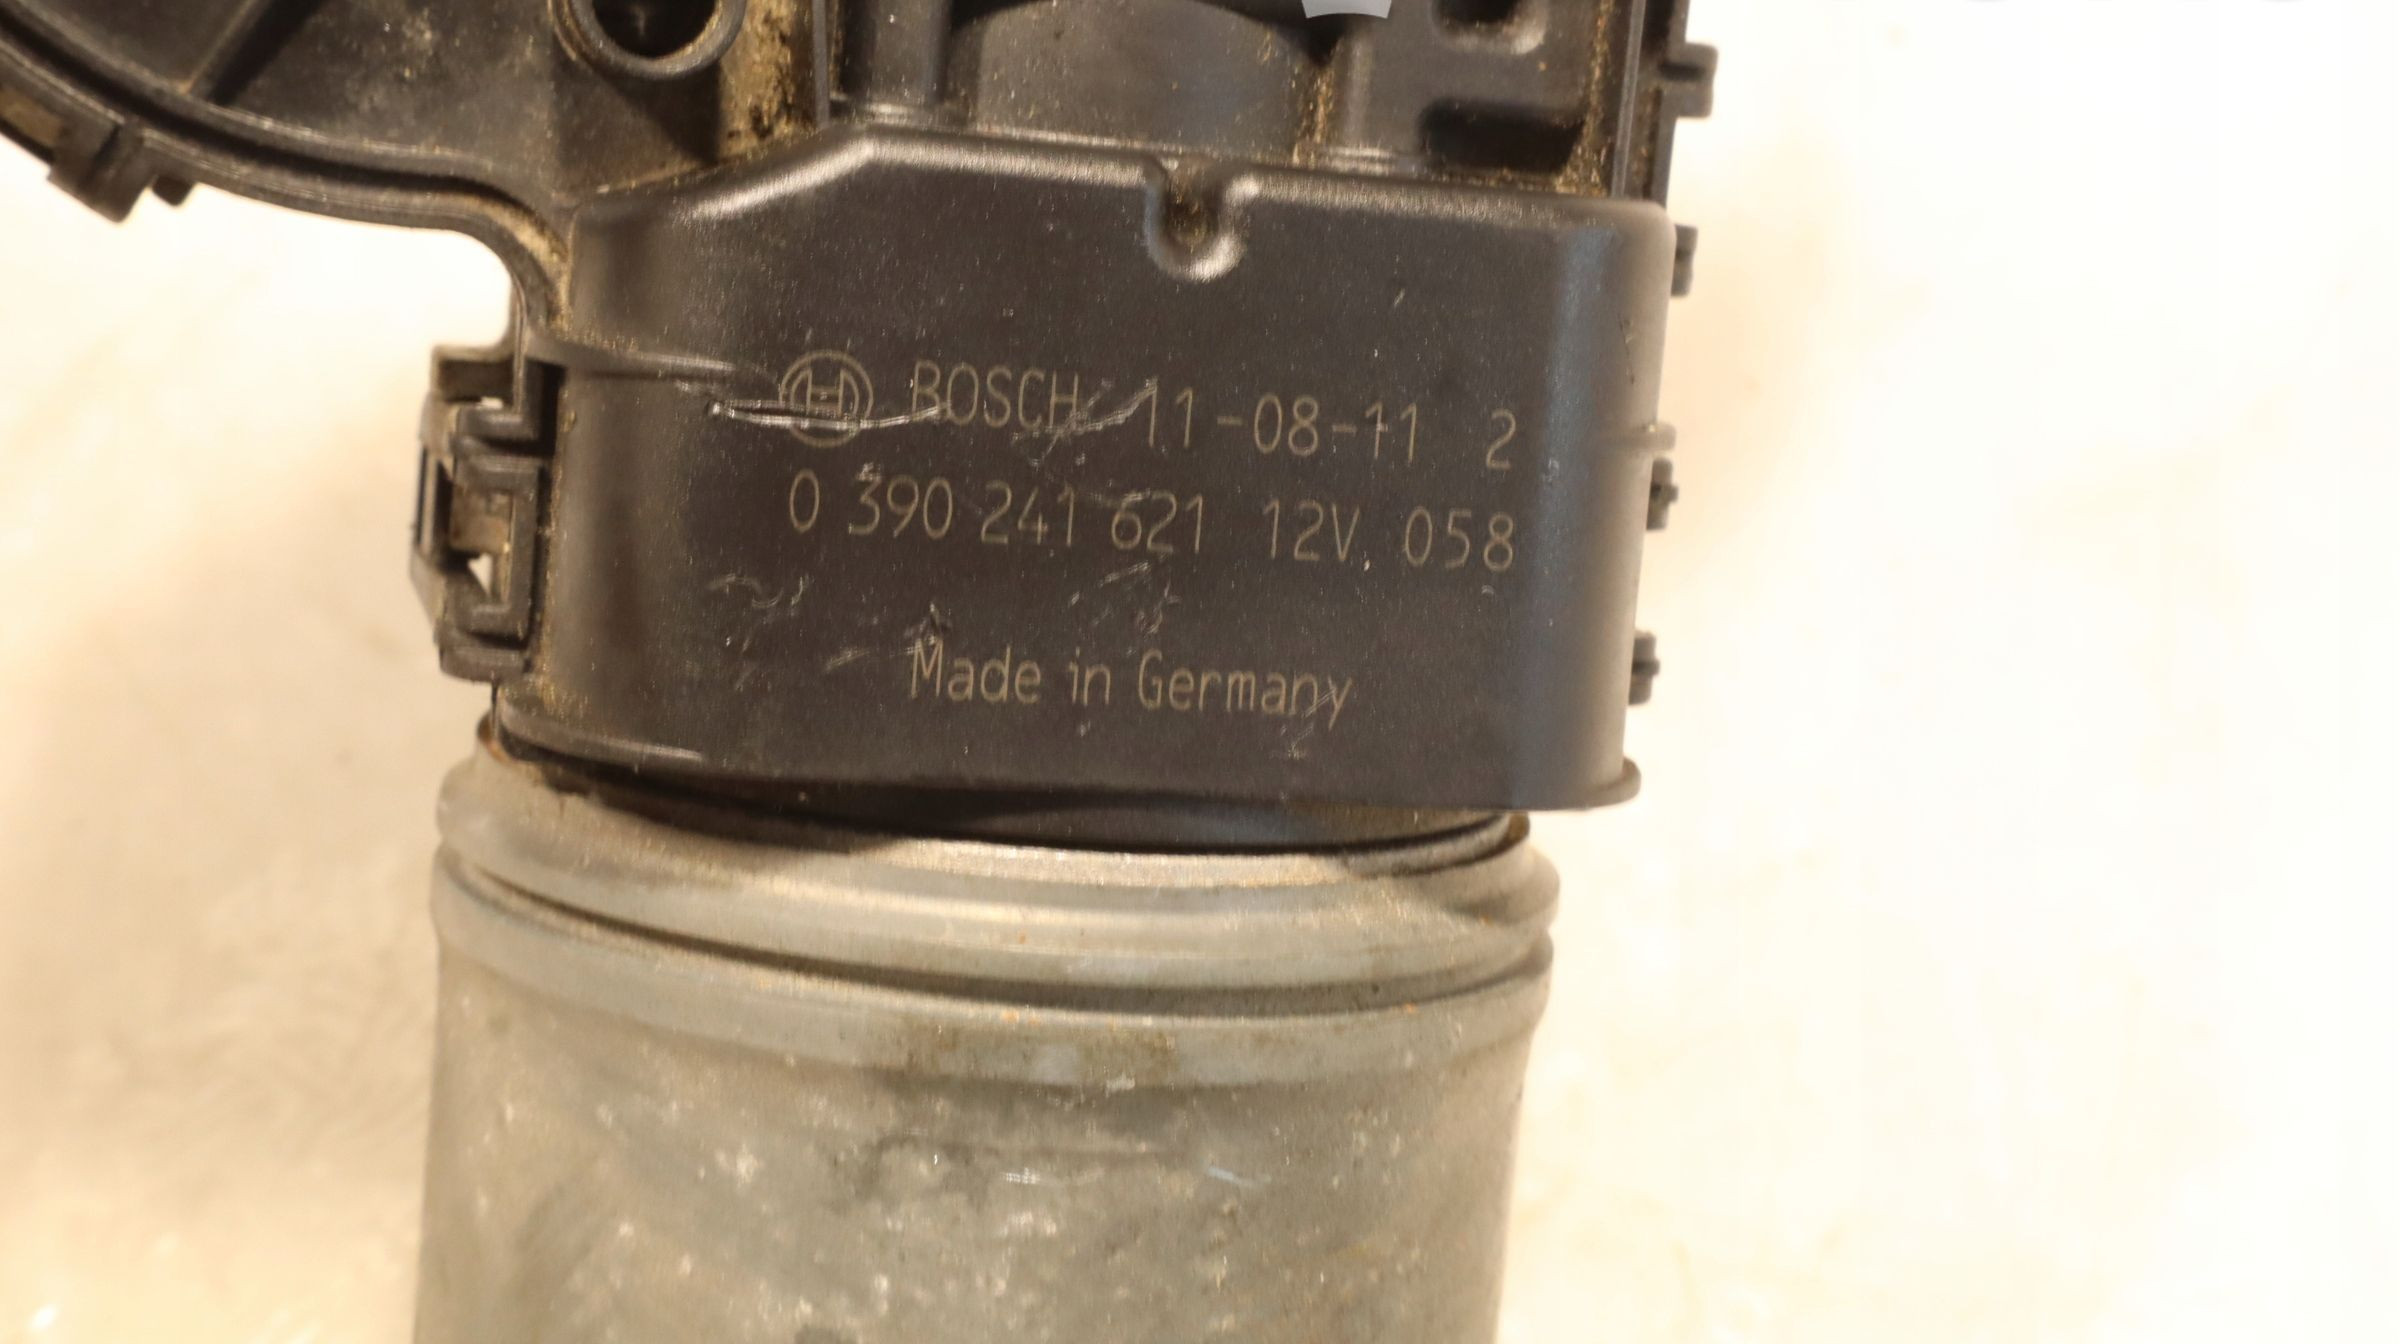 BOSCH 11-08-11 2
0 390 241 621 12V 058
Made in Germany